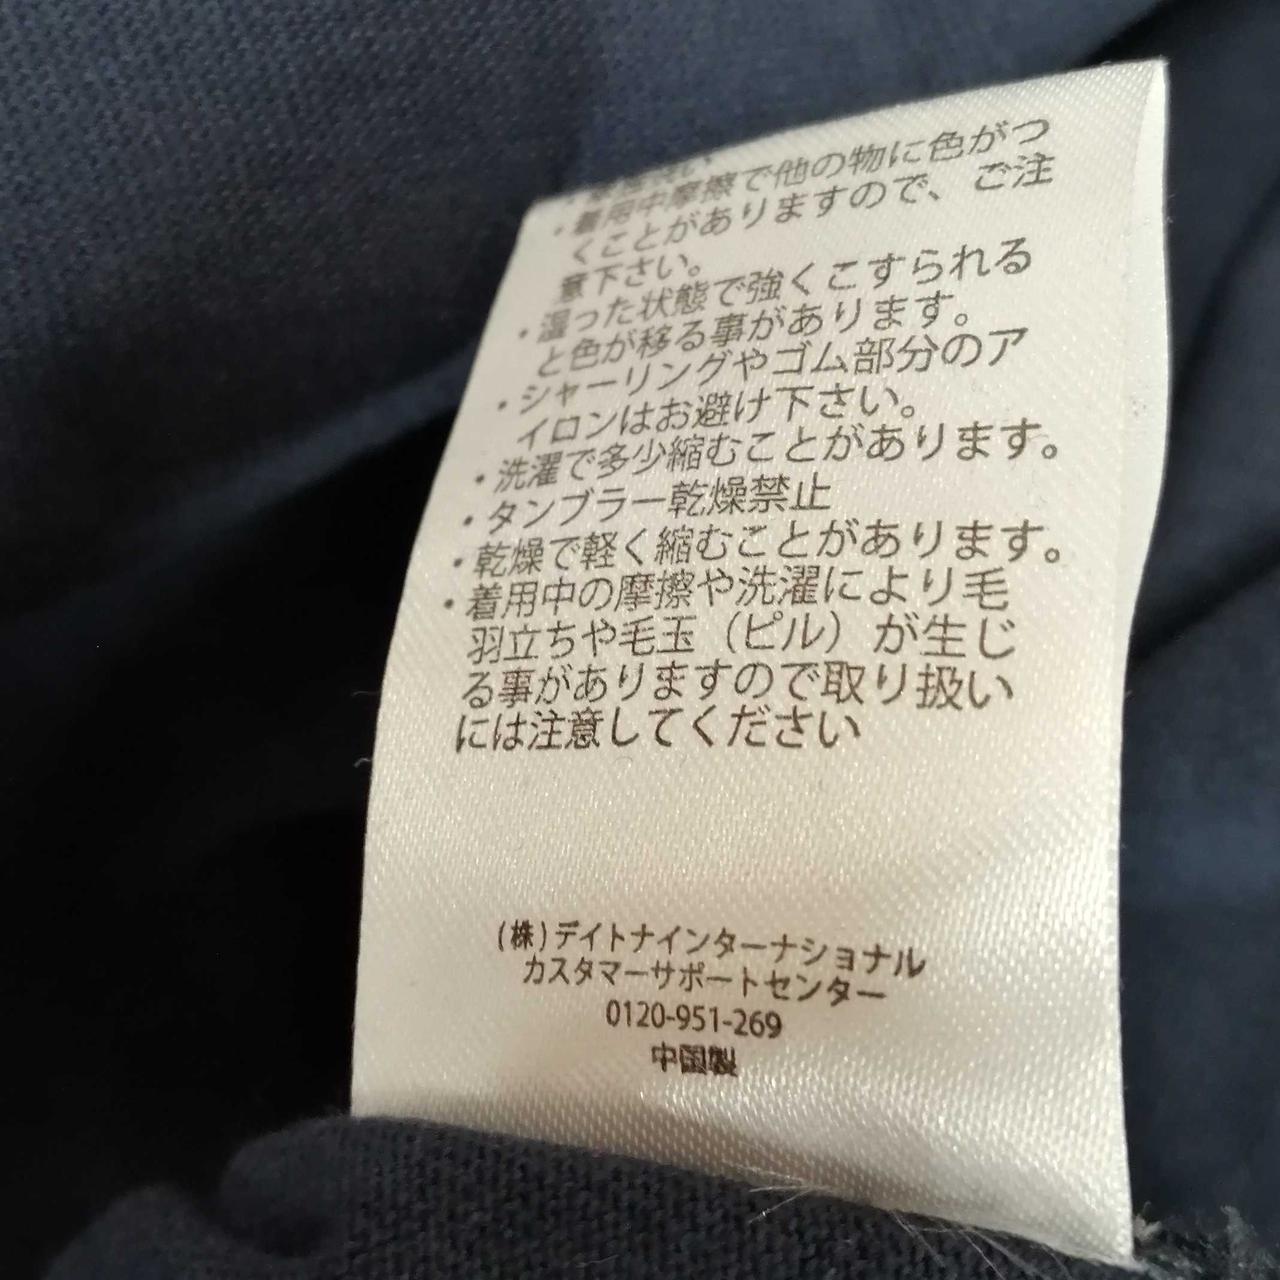 ・着用中摩擦で他の物に色がつ
くことがありますので、ご注
意下さい。
・湿った状態で強くこすられる
と色が移る事があります。
・シャーリングやゴム部分のア
イロンはお避け下さい。
・洗濯で多少縮むことがあります。
・タンブラー乾燥禁止
・乾燥で軽く縮むことがあります。
・着用中の摩擦や洗濯により毛
羽立ちや毛玉（ピル）が生じ
る事がありますので取り扱い
には注意してください
(株)デイトナインターナショナル
カスタマーサポートセンター
0120-951-269
中国製